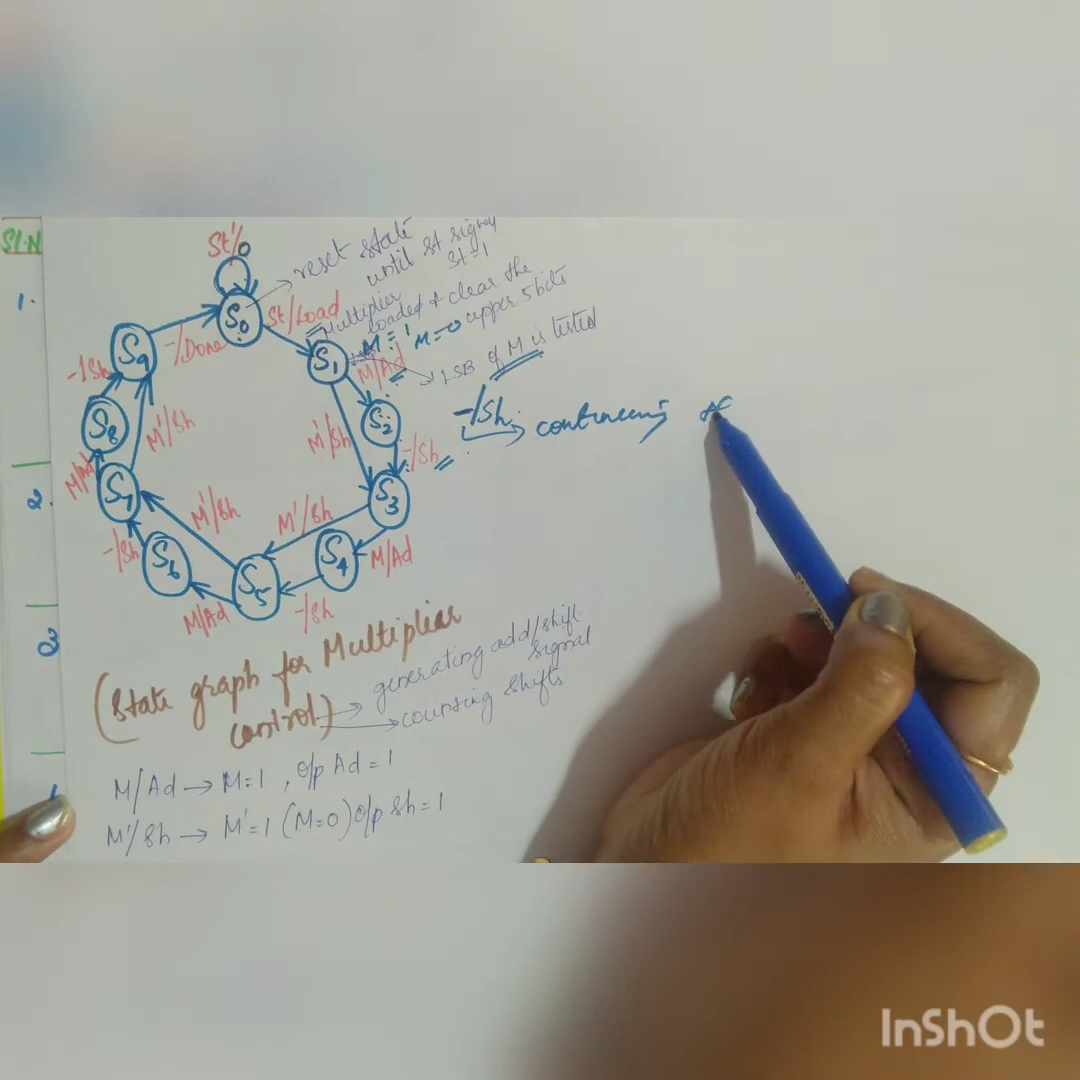 Sl.N
1.
2.
3
St'/0
S0
reset state
until St signal
St=1
St/Load
Multiplier
loaded & clear the
upper 5 bits
M=1 M=0
S1
M/Ad
LSB of M is tested
-/Done
S9
-/Sh
S8
M'/Sh
M/Ad
S7
M'/Sh
S2
-/Sh
-/Sh
continueing
M'/Sh
S3
M'/Sh
S4
M/Ad
-/Sh
S6
S5
M/Ad
-/Sh
(State graph for Multiplier
control)
generating add/shift
signal
counting shifts
M/Ad → M=1 , o/p Ad = 1
M'/Sh → M'=1 (M=0) o/p Sh = 1
InShOt